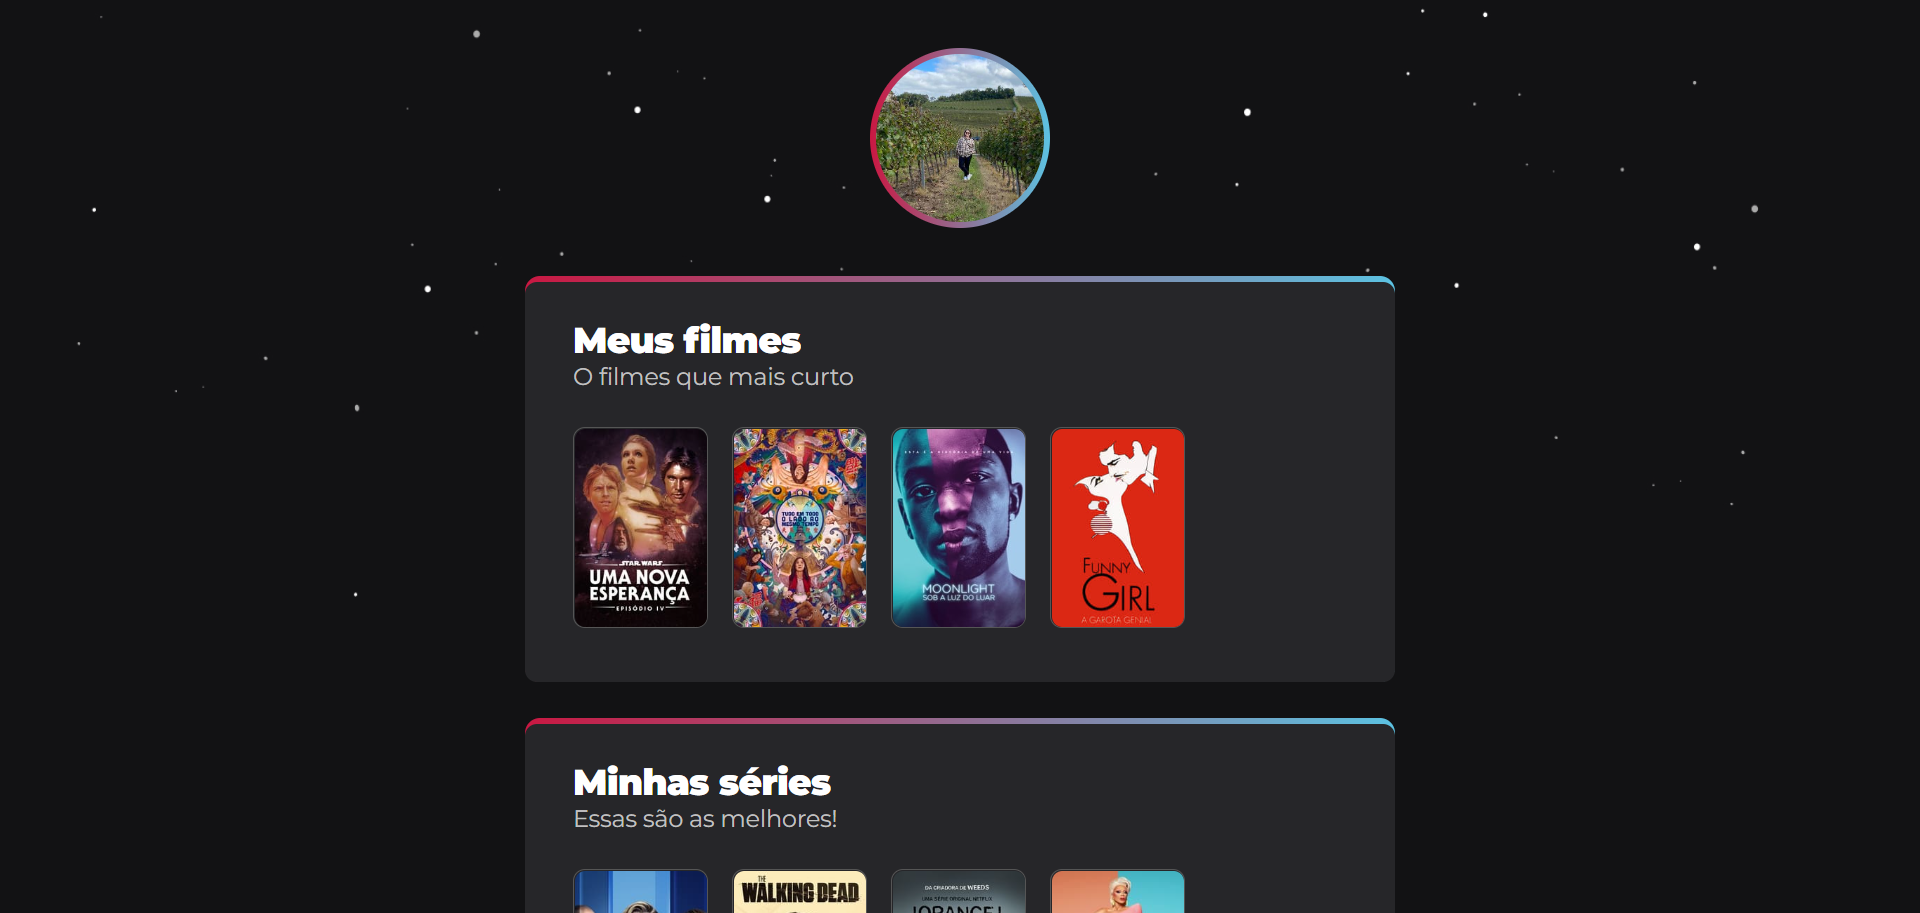 Meus filmes
O filmes que mais curto
STAR WARS
UMA NOVA
ESPERANÇA
EPISÓDIO IV
TUDO EM TODO
O LUGAR AO
MESMO TEMPO
MOONLIGHT
SOB A LUZ DO LUAR
FUNNY
GIRL
A GAROTA GENIAL
Minhas séries
Essas são as melhores!
THE
WALKING DEAD
DA CRIADORA DE WEEDS
UMA SÉRIE ORIGINAL NETFLIX